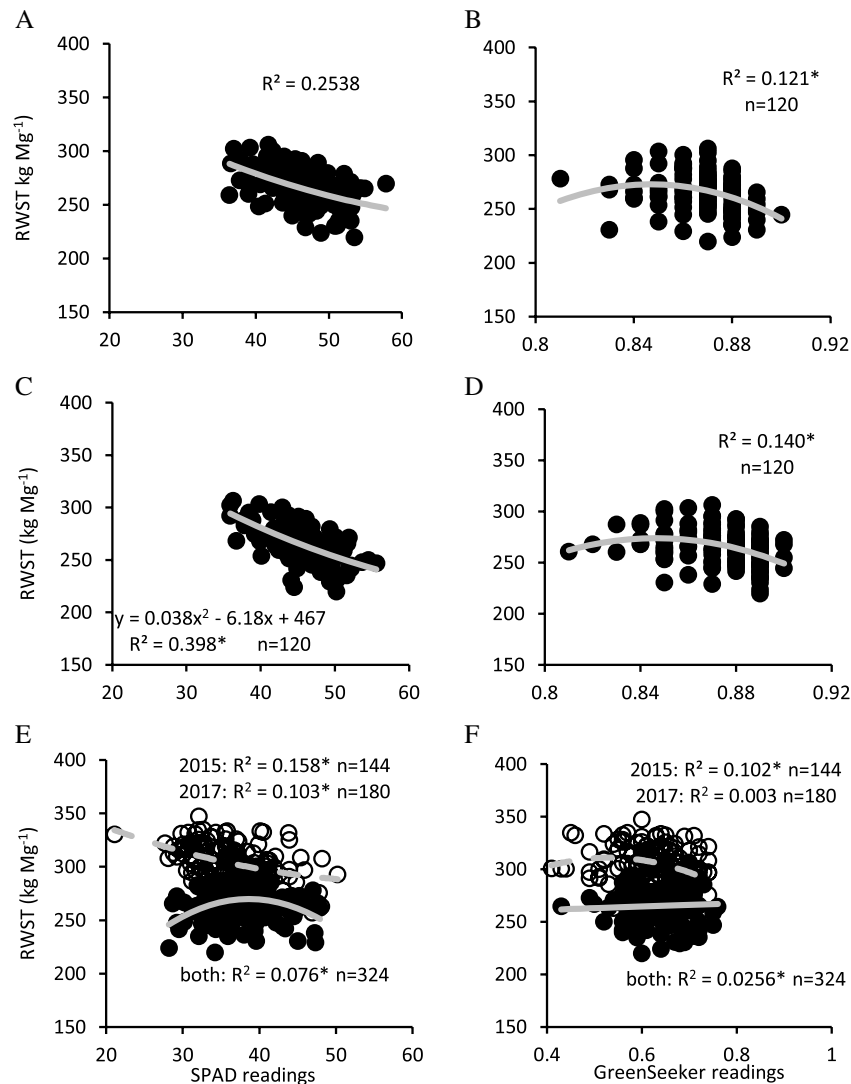 A
B
400
350
300
250
200
150
RWST kg Mg⁻¹
R² = 0.2538
20 30 40 50 60
400
350
300
250
200
150
R² = 0.121*
n=120
0.8 0.84 0.88 0.92
C
D
400
350
300
250
200
150
RWST (kg Mg⁻¹)
y = 0.038x² - 6.18x + 467
R² = 0.398* n=120
20 30 40 50 60
400
350
300
250
200
150
R² = 0.140*
n=120
0.8 0.84 0.88 0.92
E
F
400
350
300
250
200
150
RWST (kg Mg⁻¹)
2015: R² = 0.158* n=144
2017: R² = 0.103* n=180
both: R² = 0.076* n=324
20 30 40 50 60
SPAD readings
400
350
300
250
200
150
2015: R² = 0.102* n=144
2017: R² = 0.003 n=180
both: R² = 0.0256* n=324
0.4 0.6 0.8 1
GreenSeeker readings